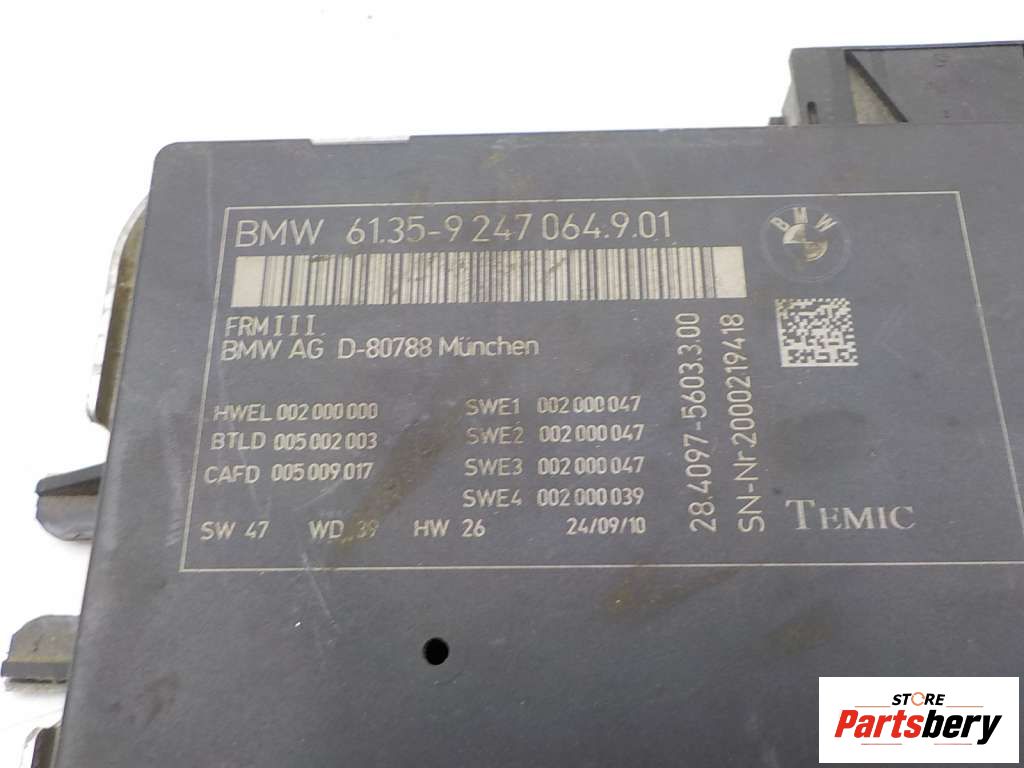 BMW 61.35-9 247 064.9.01
BMW
FRMIII
BMW AG D-80788 München
HWEL 002 000 000 SWE1 002 000 047
BTLD 005 002 003 SWE2 002 000 047
CAFD 005 009 017 SWE3 002 000 047
SWE4 002 000 039
SW 47 WD 39 HW 26 24/09/10
28.4097-5603.3.00
SN-Nr.2000219418
TEMIC
STORE
Partsbery